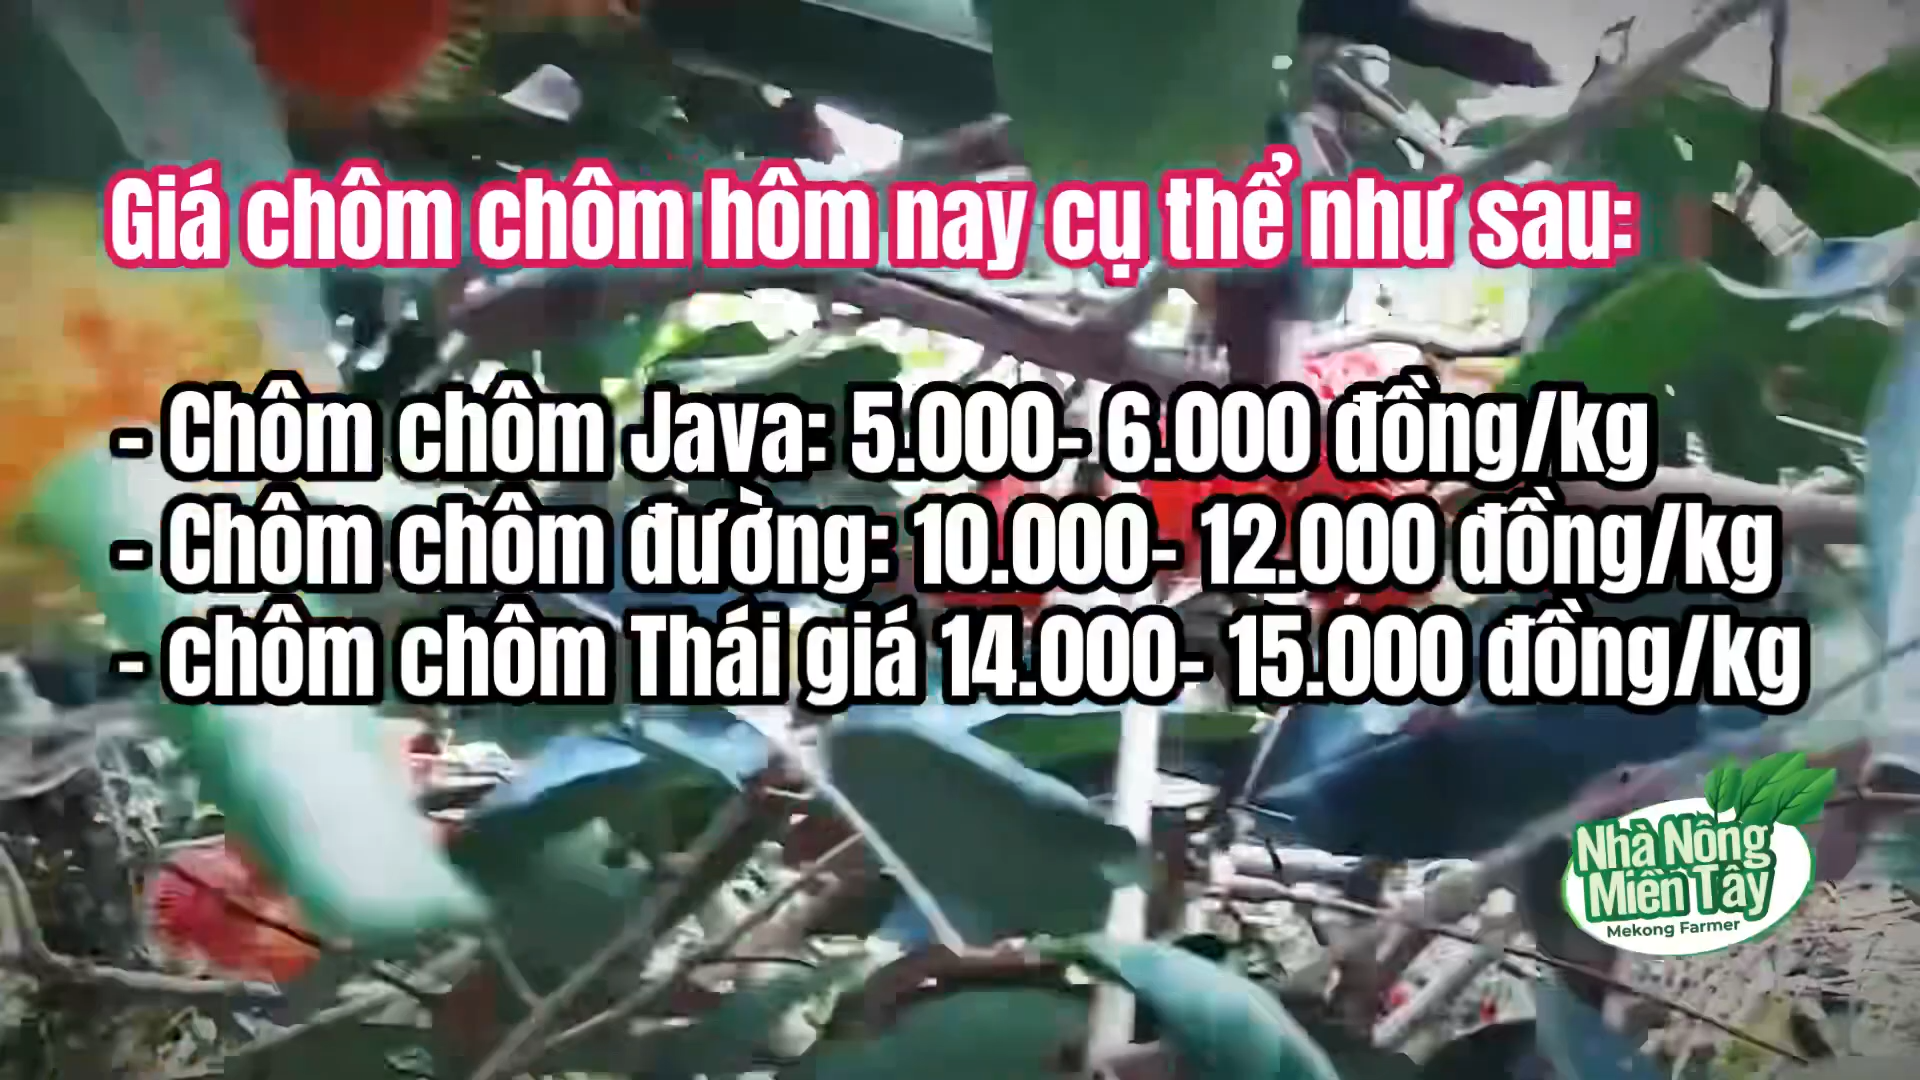 Giá chôm chôm hôm nay cụ thể như sau:
- Chôm chôm Java: 5.000- 6.000 đồng/kg
- Chôm chôm đường: 10.000- 12.000 đồng/kg
- chôm chôm Thái giá 14.000- 15.000 đồng/kg
Nhà Nông
Miền Tây
Mekong Farmer